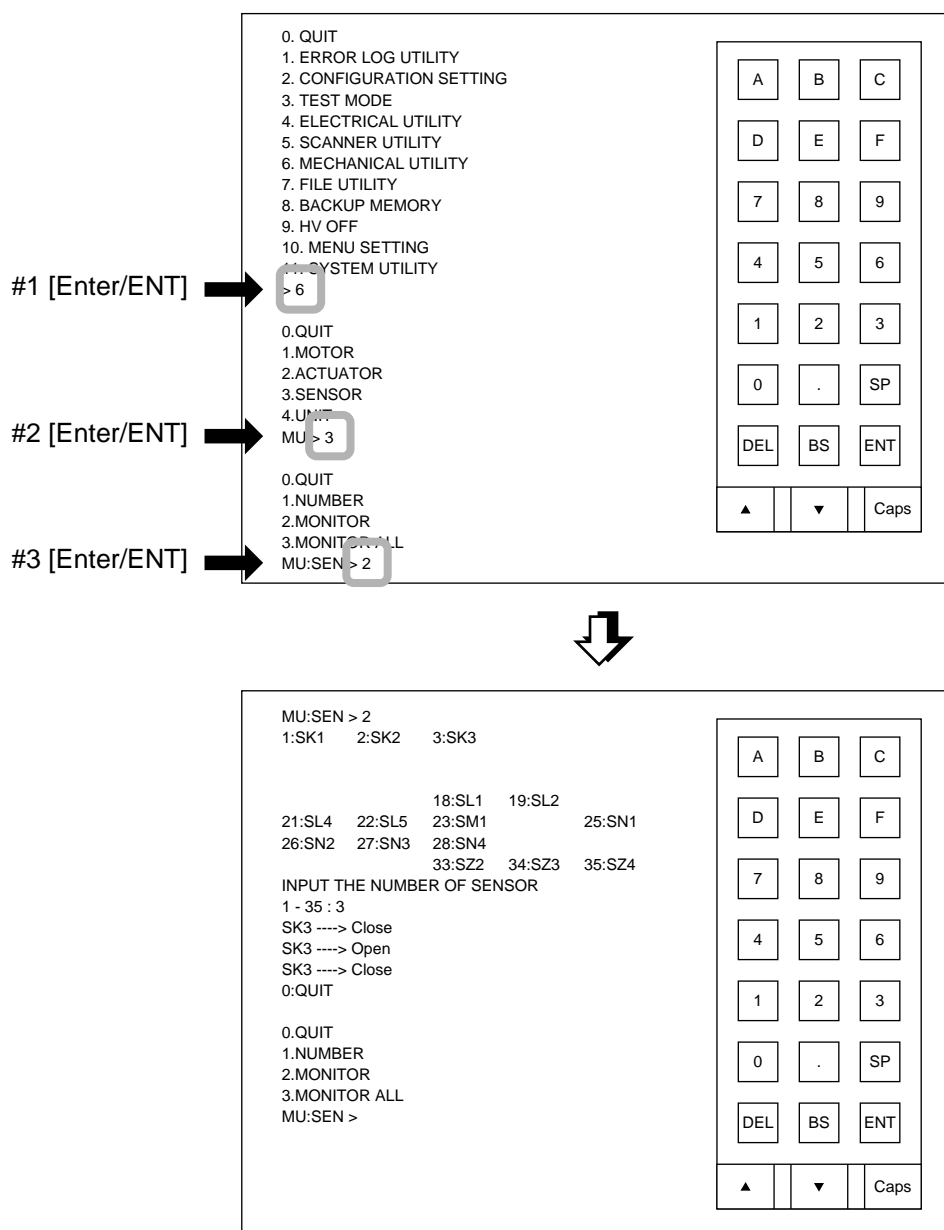 0. QUIT
1. ERROR LOG UTILITY
2. CONFIGURATION SETTING
3. TEST MODE
4. ELECTRICAL UTILITY
5. SCANNER UTILITY
6. MECHANICAL UTILITY
7. FILE UTILITY
8. BACKUP MEMORY
9. HV OFF
10. MENU SETTING
11. SYSTEM UTILITY
#1 [Enter/ENT]
> 6
0.QUIT
1.MOTOR
2.ACTUATOR
3.SENSOR
4.UNIT
#2 [Enter/ENT]
MU > 3
0.QUIT
1.NUMBER
2.MONITOR
3.MONITOR ALL
#3 [Enter/ENT]
MU:SEN > 2
A B C
D E F
7 8 9
4 5 6
1 2 3
0 . SP
DEL BS ENT
▲ ▼ Caps
MU:SEN > 2
1:SK1 2:SK2 3:SK3
18:SL1 19:SL2
21:SL4 22:SL5 23:SM1 25:SN1
26:SN2 27:SN3 28:SN4
33:SZ2 34:SZ3 35:SZ4
INPUT THE NUMBER OF SENSOR
1 - 35 : 3
SK3 ----> Close
SK3 ----> Open
SK3 ----> Close
0:QUIT
0.QUIT
1.NUMBER
2.MONITOR
3.MONITOR ALL
MU:SEN >
A B C
D E F
7 8 9
4 5 6
1 2 3
0 . SP
DEL BS ENT
▲ ▼ Caps